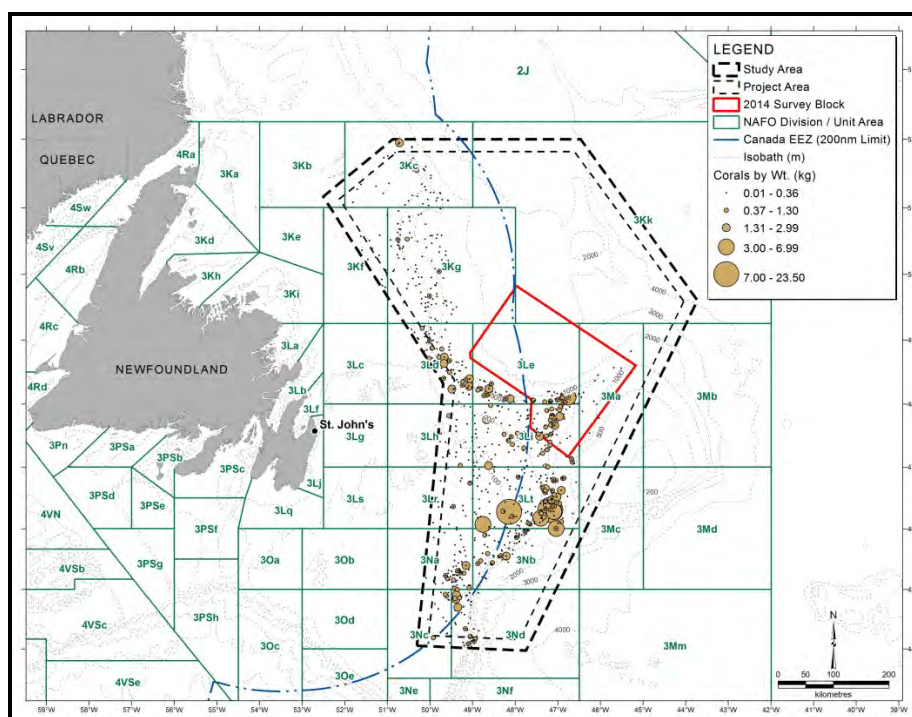 LEGEND
Study Area
Project Area
2014 Survey Block
NAFO Division / Unit Area
Canada EEZ (200nm Limit)
Isobath (m)
Corals by Wt. (kg)
0.01 - 0.36
0.37 - 1.30
1.31 - 2.99
3.00 - 6.99
7.00 - 23.50
2J
LABRADOR
QUEBEC
4Ra
3Ka
3Kb
3Kc
3Kk
4Sw
4Sv
4Rb
3Kd
3Ke
3Kh
3Kf
3Kg
3Ki
2000
4000
3000
2000
4Rc
3La
3Lc
3Ld
3Le
1000
1000
4Rd
NEWFOUNDLAND
3Lb
3Lf
3Ma
3Mb
St. John's
3Lg
3Lh
3Li
500
3Pn
3PSa
3PSb
3PSc
3Lj
3Ls
3Lr
3Lt
200
4VN
3PSd
3PSe
3Lq
3PSf
3Mc
3Md
4VSb
3PSg
3Oa
3Ob
3Na
3Nb
2000
3000
4VSc
3PSh
3Oc
3Od
3Nc
3Nd
4000
3Mm
4VSe
3Oe
3Ne
3Nf
N
100 50 0 100 200
kilometres
59°W 58°W 57°W 56°W 55°W 54°W 53°W 52°W 51°W 50°W 49°W 48°W 47°W 46°W 45°W 44°W 43°W 42°W 41°W 40°W 39°W